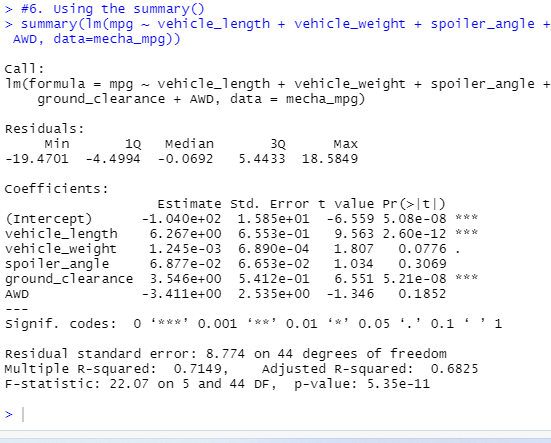 > #6. Using the summary()
> summary(lm(mpg ~ vehicle_length + vehicle_weight + spoiler_angle +
 AWD, data=mecha_mpg))
Call:
lm(formula = mpg ~ vehicle_length + vehicle_weight + spoiler_angle +
    ground_clearance + AWD, data = mecha_mpg)
Residuals:
     Min       1Q   Median       3Q      Max
-19.4701  -4.4994  -0.0692   5.4433  18.5849
Coefficients:
                   Estimate Std. Error t value Pr(>|t|)
(Intercept)      -1.040e+02  1.585e+01  -6.559 5.08e-08 ***
vehicle_length    6.267e+00  6.553e-01   9.563 2.60e-12 ***
vehicle_weight    1.245e-03  6.890e-04   1.807   0.0776 .
spoiler_angle     6.877e-02  6.653e-02   1.034   0.3069
ground_clearance  3.546e+00  5.412e-01   6.551 5.21e-08 ***
AWD              -3.411e+00  2.535e+00  -1.346   0.1852
---
Signif. codes:  0 ‘***’ 0.001 ‘**’ 0.01 ‘*’ 0.05 ‘.’ 0.1 ‘ ’ 1
Residual standard error: 8.774 on 44 degrees of freedom
Multiple R-squared:  0.7149,    Adjusted R-squared:  0.6825
F-statistic: 22.07 on 5 and 44 DF,  p-value: 5.35e-11
>